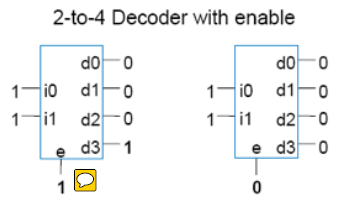 2-to-4 Decoder with enable
d0 0 d0 0
1 i0 d1 0 1 i0 d1 0
1 i1 d2 0 1 i1 d2 0
e d3 1 e d3 0
1 0